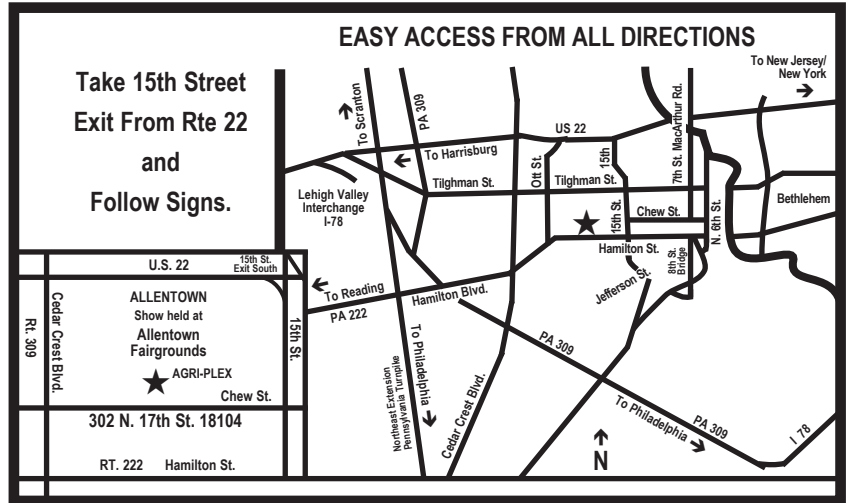 EASY ACCESS FROM ALL DIRECTIONS
Take 15th Street
Exit From Rte 22
and
Follow Signs.
To New Jersey/
New York
To Scranton
PA 309
US 22
To Harrisburg
15th
7th St. MacArthur Rd.
Ott St.
Tilghman St.
Tilghman St.
Lehigh Valley
Interchange
I-78
Bethlehem
15th St.
Chew St.
N. 6th St.
Hamilton St.
8th St.
Bridge
Jefferson St.
To Reading
PA 222
Hamilton Blvd.
To Philadelphia
Northeast Extension
Pennsylvania Turnpike
Cedar Crest Blvd.
PA 309
To Philadelphia
PA 309
I 78
N
U.S. 22
15th St.
Exit South
Rt. 309
Cedar Crest Blvd.
ALLENTOWN
Show held at
Allentown
Fairgrounds
AGRI-PLEX
15th St.
Chew St.
302 N. 17th St. 18104
RT. 222 Hamilton St.